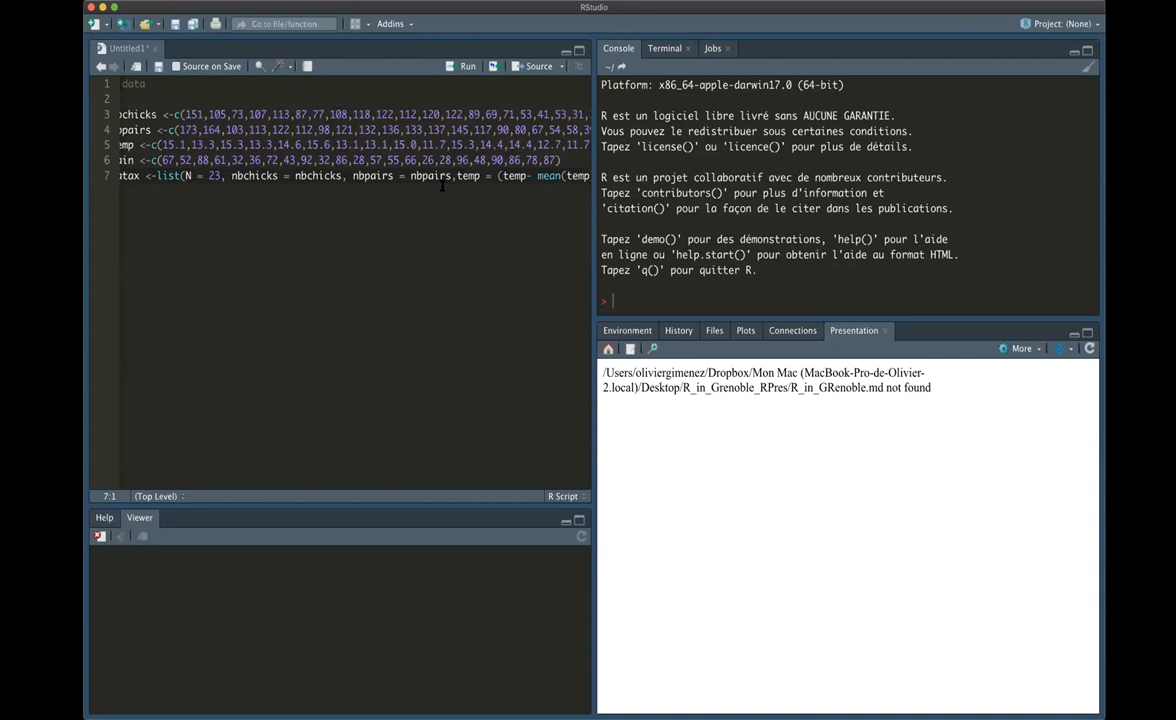 RStudio
Go to file/function
Addins
Project: (None)
Untitled1*
Source on Save
Run
Source
1 data
2
3 chicks <-c(151,105,73,107,113,87,77,108,118,122,112,120,122,89,69,71,53,41,53,31,
4 pairs <-c(173,164,103,113,122,112,98,121,132,136,133,137,145,117,90,80,67,54,58,39
5 emp <-c(15.1,13.3,15.3,13.3,14.6,15.6,13.1,13.1,15.0,11.7,15.3,14.4,14.4,12.7,11.7
6 in <-c(67,52,88,61,32,36,72,43,92,32,86,28,57,55,66,26,28,96,48,90,86,78,87)
7 atax <-list(N = 23, nbchicks = nbchicks, nbpairs = nbpairs,temp = (temp- mean(temp
7:1 (Top Level) R Script
Help Viewer
Console Terminal Jobs
~/
Platform: x86_64-apple-darwin17.0 (64-bit)
R est un logiciel libre livré sans AUCUNE GARANTIE.
Vous pouvez le redistribuer sous certaines conditions.
Tapez 'license()' ou 'licence()' pour plus de détails.
R est un projet collaboratif avec de nombreux contributeurs.
Tapez 'contributors()' pour plus d'information et
'citation()' pour la façon de le citer dans les publications.
Tapez 'demo()' pour des démonstrations, 'help()' pour l'aide
en ligne ou 'help.start()' pour obtenir l'aide au format HTML.
Tapez 'q()' pour quitter R.
>
Environment History Files Plots Connections Presentation
More
/Users/oliviergimenez/Dropbox/Mon Mac (MacBook-Pro-de-Olivier-
2.local)/Desktop/R_in_Grenoble_RPres/R_in_GRenoble.md not found